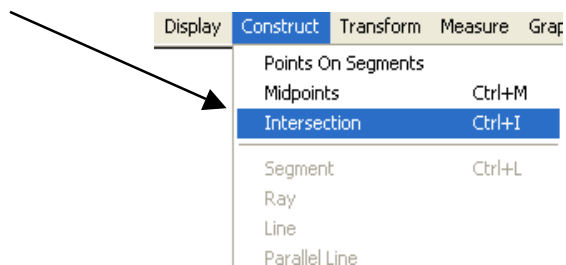 Display Construct Transform Measure Grap
Points On Segments
Midpoints Ctrl+M
Intersection Ctrl+I
Segment Ctrl+L
Ray
Line
Parallel Line